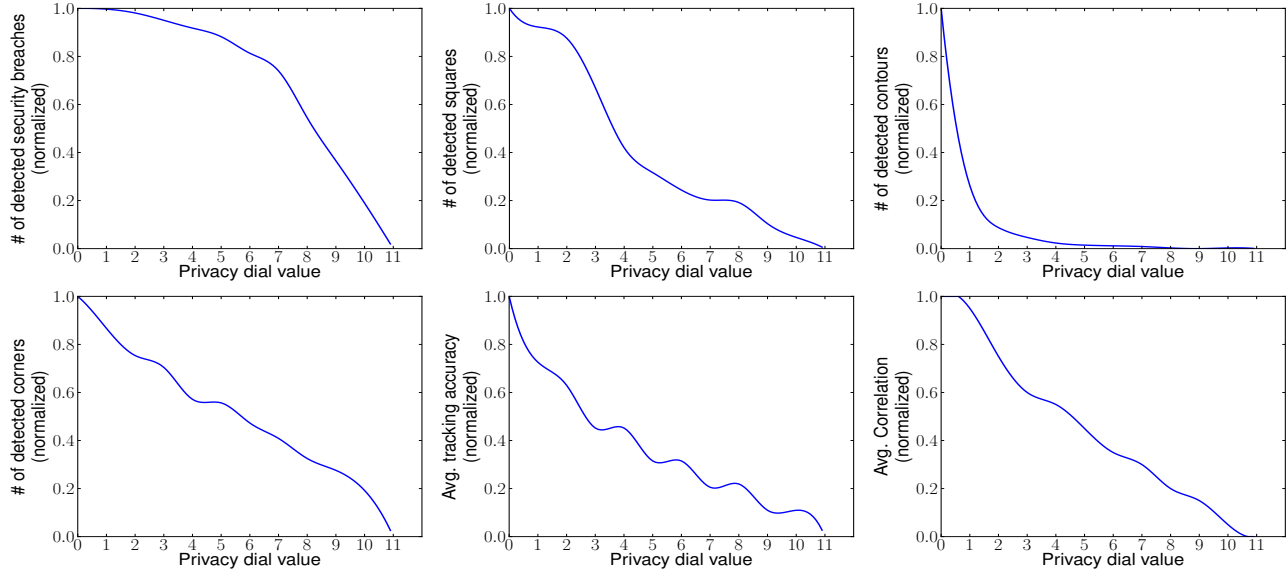 # of detected security breaches
(normalized)
1.0
0.8
0.6
0.4
0.2
0.0
0 1 2 3 4 5 6 7 8 9 10 11
Privacy dial value
# of detected squares
(normalized)
1.0
0.8
0.6
0.4
0.2
0.0
0 1 2 3 4 5 6 7 8 9 10 11
Privacy dial value
# of detected contours
(normalized)
1.0
0.8
0.6
0.4
0.2
0.0
0 1 2 3 4 5 6 7 8 9 10 11
Privacy dial value
# of detected corners
(normalized)
1.0
0.8
0.6
0.4
0.2
0.0
0 1 2 3 4 5 6 7 8 9 10 11
Privacy dial value
Avg. tracking accuracy
(normalized)
1.0
0.8
0.6
0.4
0.2
0.0
0 1 2 3 4 5 6 7 8 9 10 11
Privacy dial value
Avg. Correlation
(normalized)
1.0
0.8
0.6
0.4
0.2
0.0
0 1 2 3 4 5 6 7 8 9 10 11
Privacy dial value